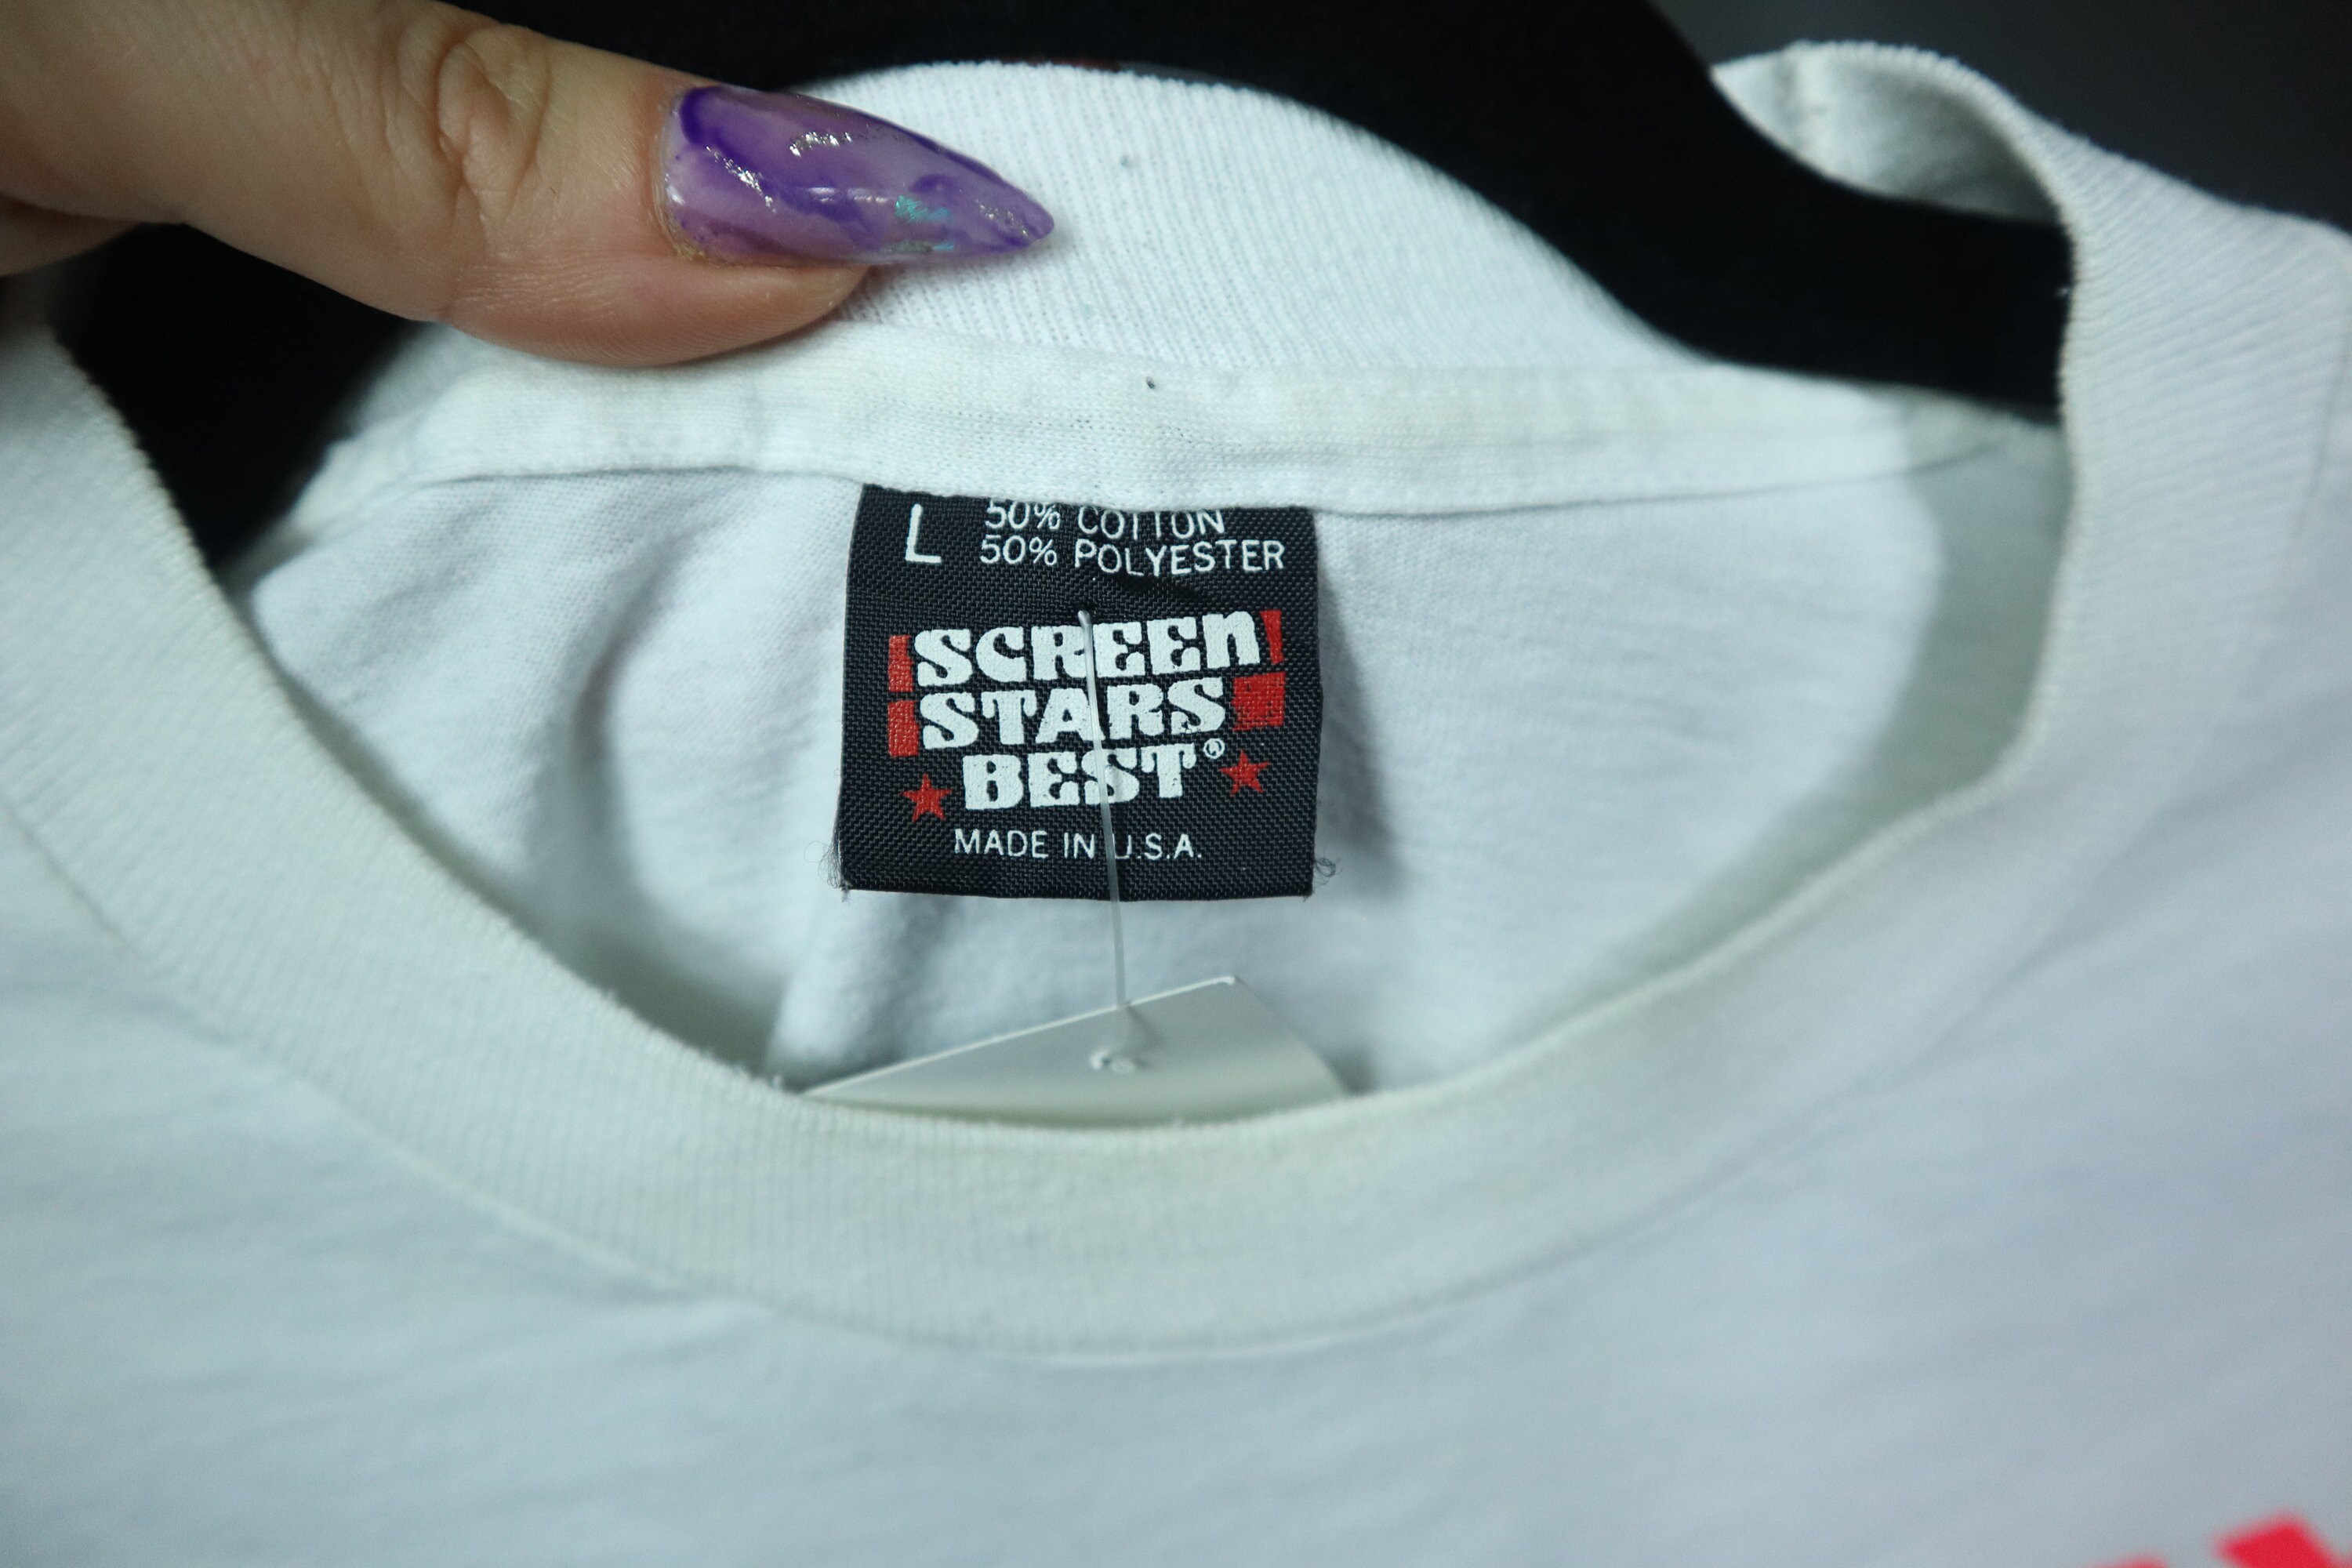 L 50% COTTON
50% POLYESTER
SCREEn
STARS
BEST®
MADE IN U.S.A.